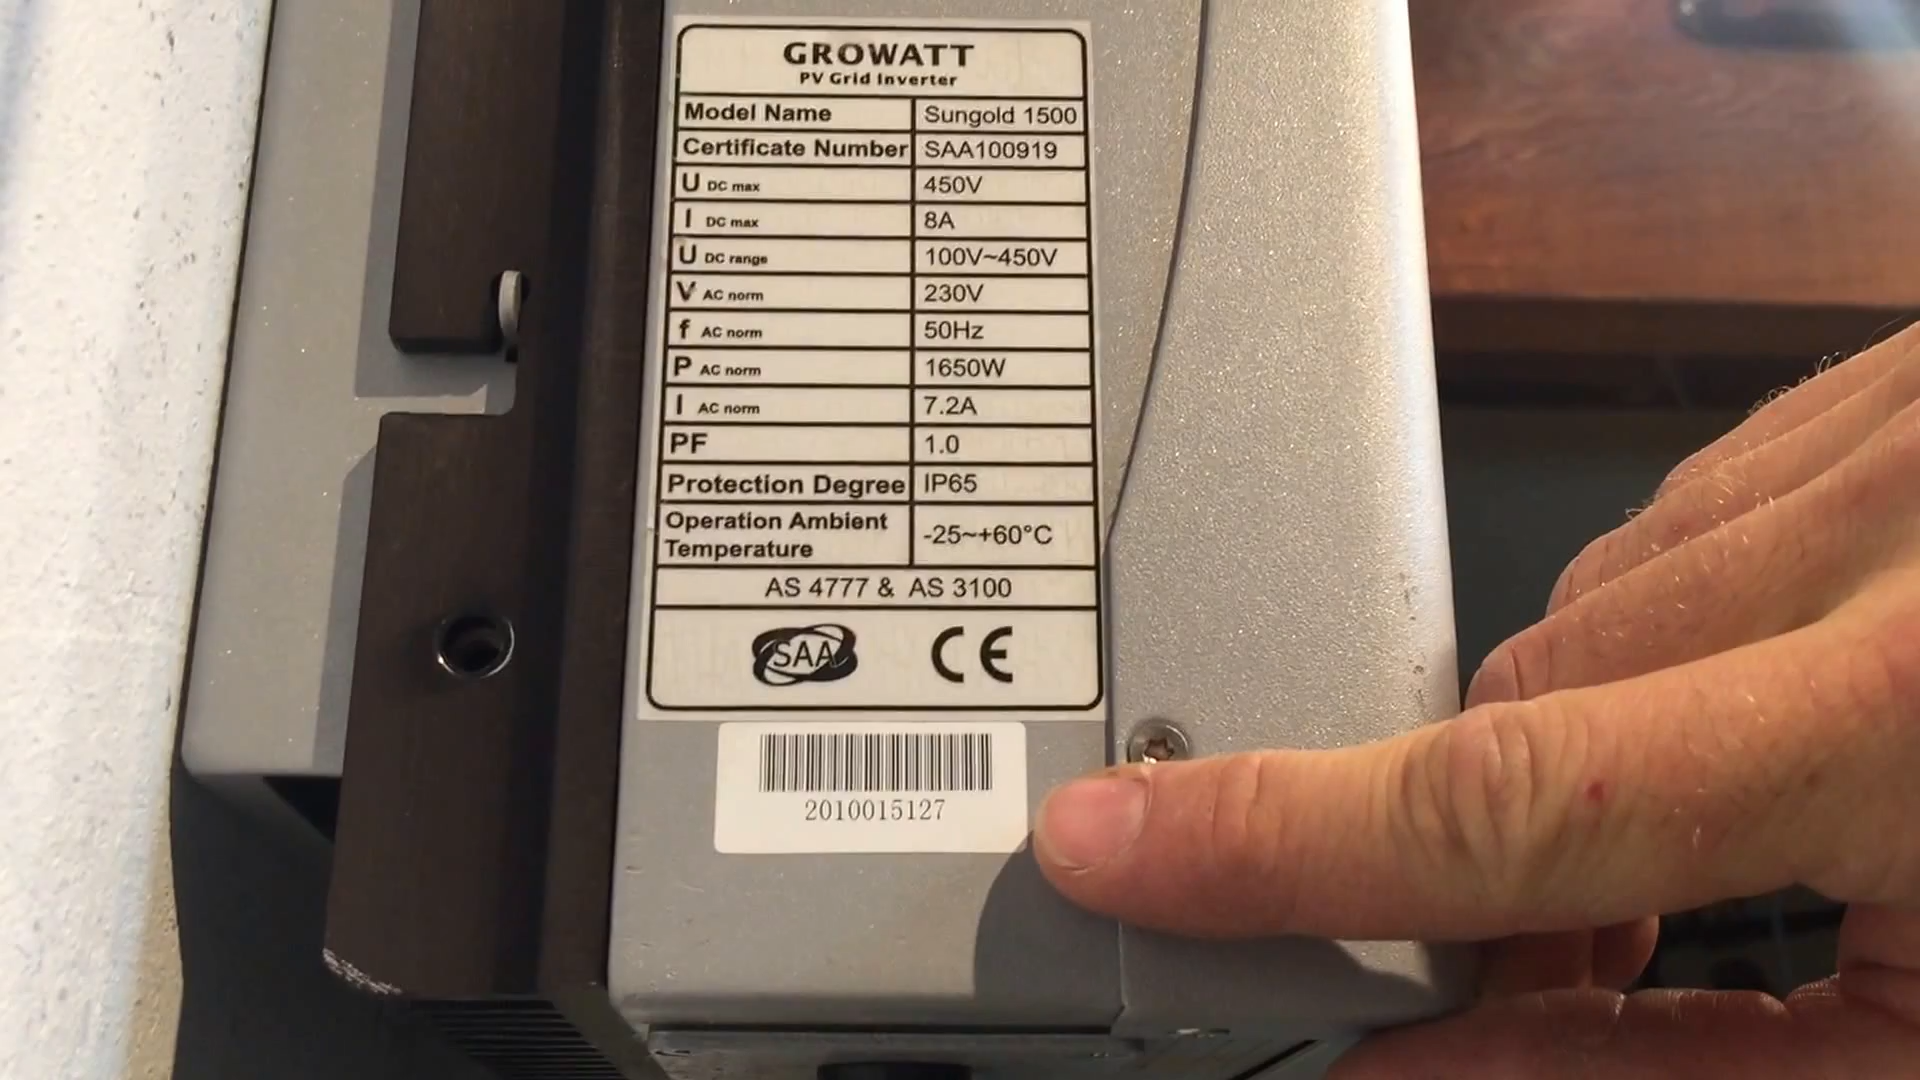 GROWATT
PV Grid Inverter
Model Name Sungold 1500
Certificate Number SAA100919
U DC max 450V
I DC max 8A
U DC range 100V~450V
V AC norm 230V
f AC norm 50Hz
P AC norm 1650W
I AC norm 7.2A
PF 1.0
Protection Degree IP65
Operation Ambient
Temperature -25~+60°C
AS 4777 & AS 3100
SAA CE
2010015127